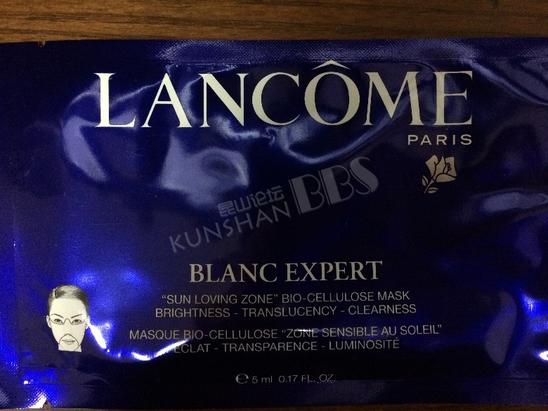 LANCÔME
PARIS
昆山论坛
KUNSHAN BBS
BLANC EXPERT
"SUN LOVING ZONE" BIO-CELLULOSE MASK
BRIGHTNESS - TRANSLUCENCY - CLEARNESS
MASQUE BIO-CELLULOSE "ZONE SENSIBLE AU SOLEIL"
ÉCLAT - TRANSPARENCE - LUMINOSITÉ
℮ 5 ml 0.17 FL. OZ.